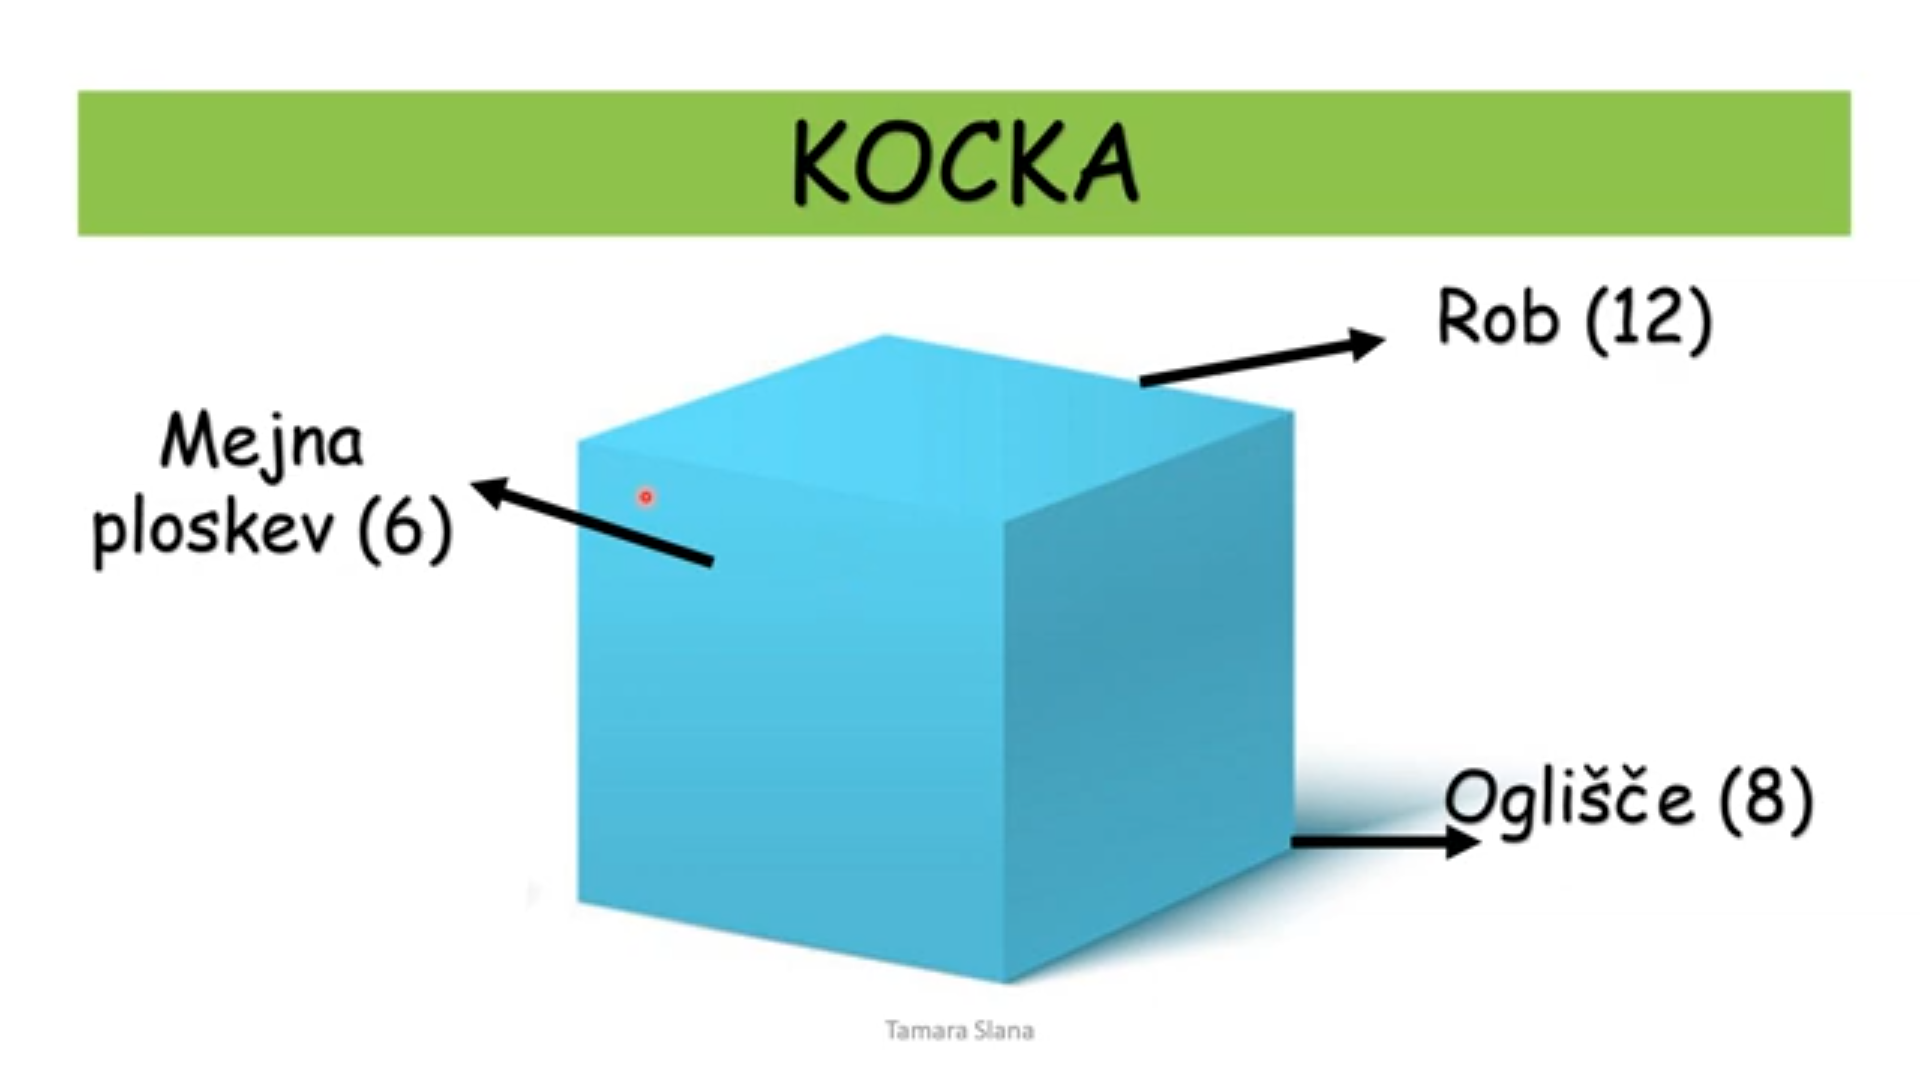 KOCKA
Rob (12)
Mejna
ploskev (6)
Oglišče (8)
Tamara Slana